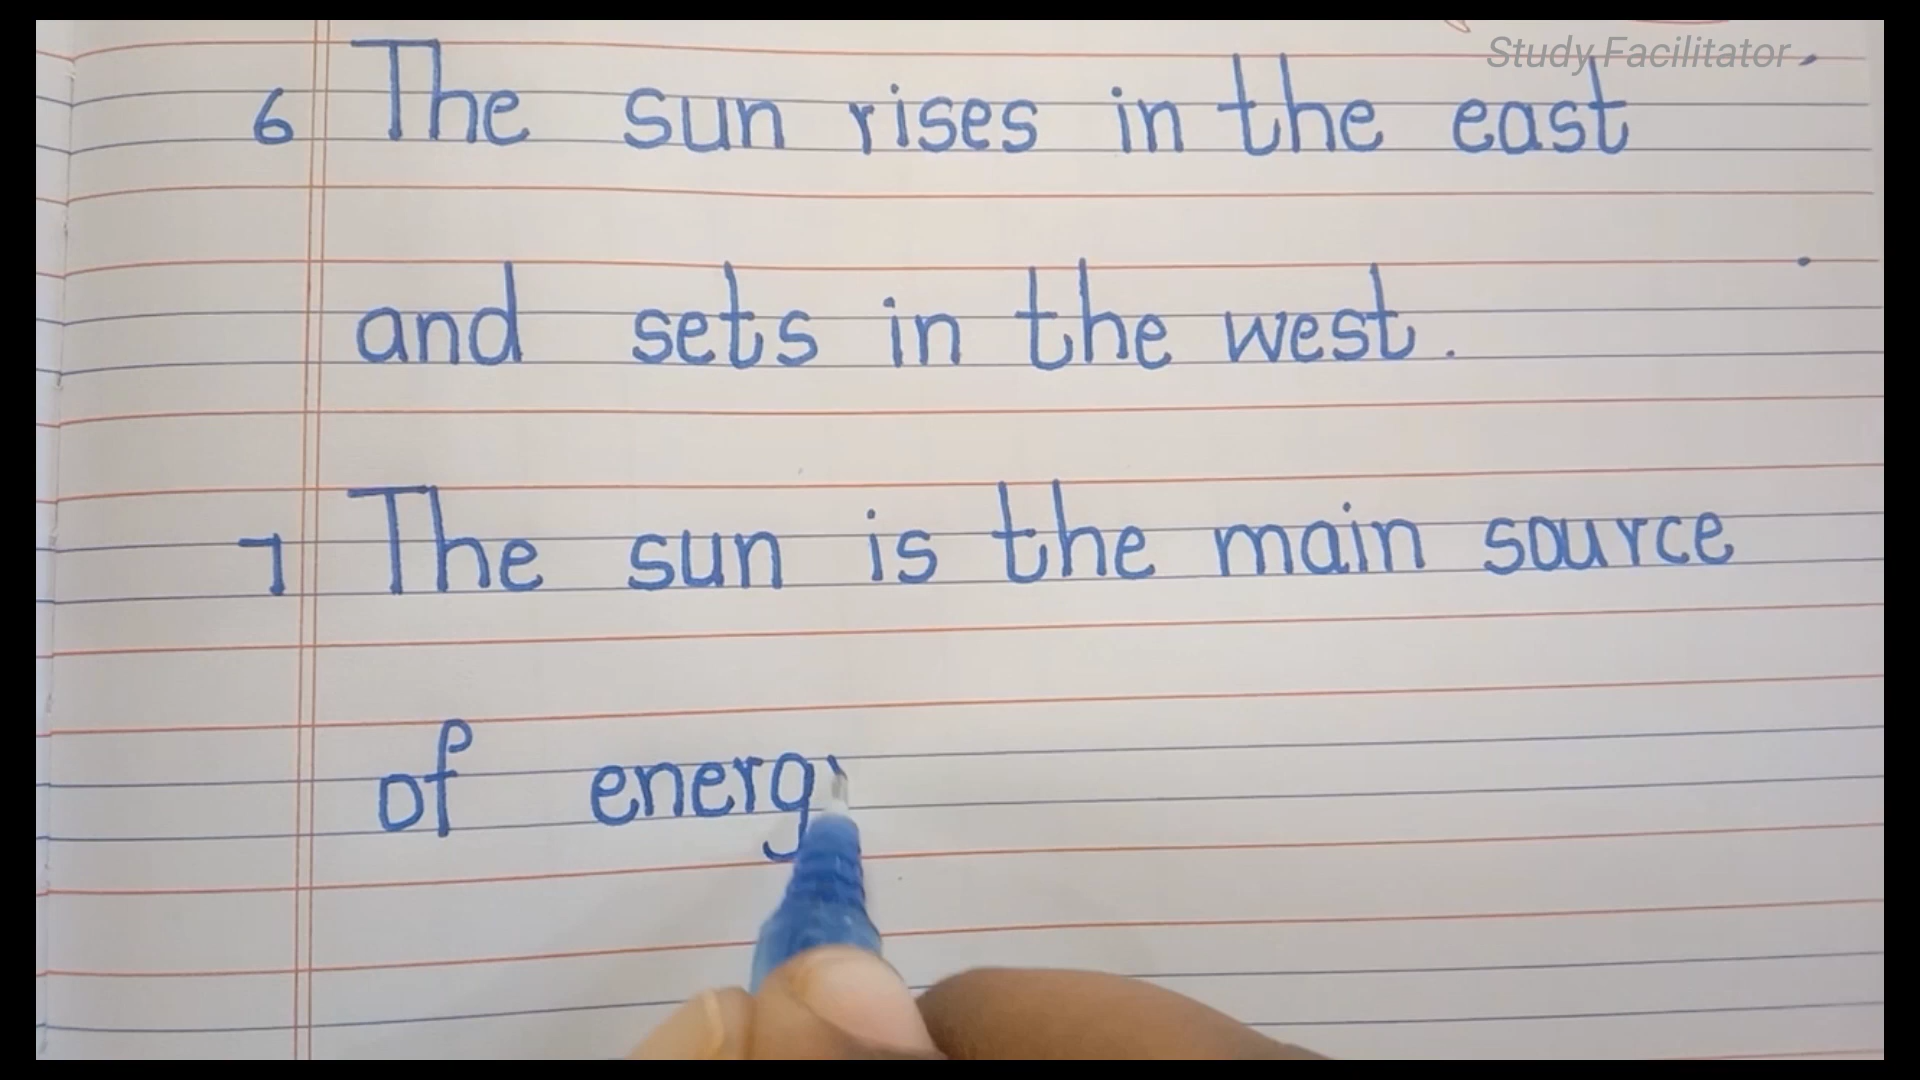 Study Facilitator
6 The sun rises in the east
and sets in the west.
7 The sun is the main source
of energy